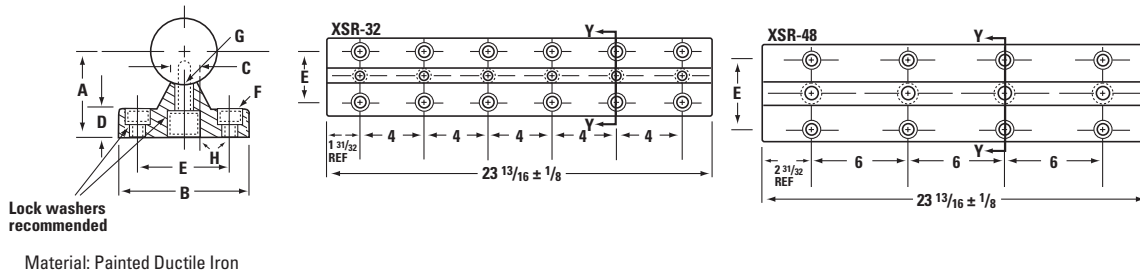 G
C
A
F
D
H
E
B
Lock washers
recommended
Material: Painted Ductile Iron
XSR-32
Y
E
4 4 4 4 4
Y
1 31/32
REF
23 13/16 ± 1/8
XSR-48
Y
E
Y
2 31/32
REF
6 6 6
23 13/16 ± 1/8